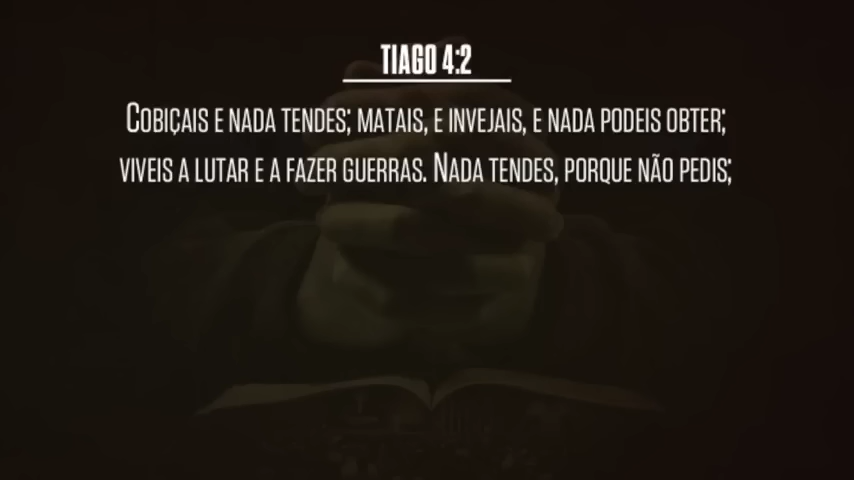 TIAGO 4:2
COBIÇAIS E NADA TENDES; MATAIS, E INVEJAIS, E NADA PODEIS OBTER;
VIVEIS A LUTAR E A FAZER GUERRAS. NADA TENDES, PORQUE NÃO PEDIS;